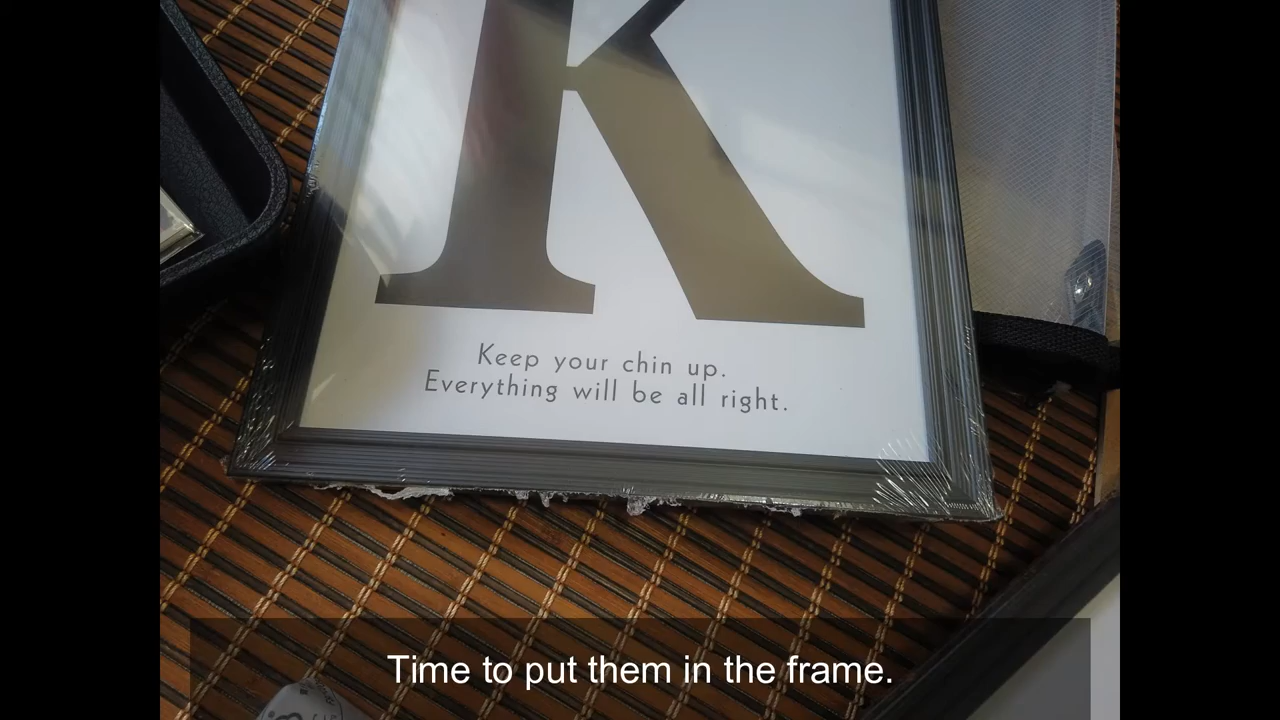 K
Keep your chin up.
Everything will be all right.
Time to put them in the frame.